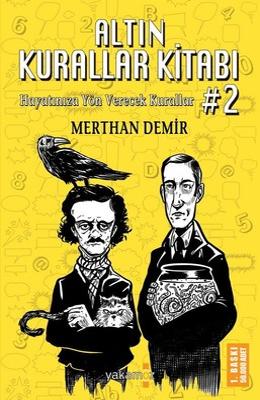 ALTIN
KURALLAR KİTABI
Hayatınıza Yön Verecek Kurallar #2
MERTHAN DEMİR
1. BASKI
50.000 ADET
yakamoz